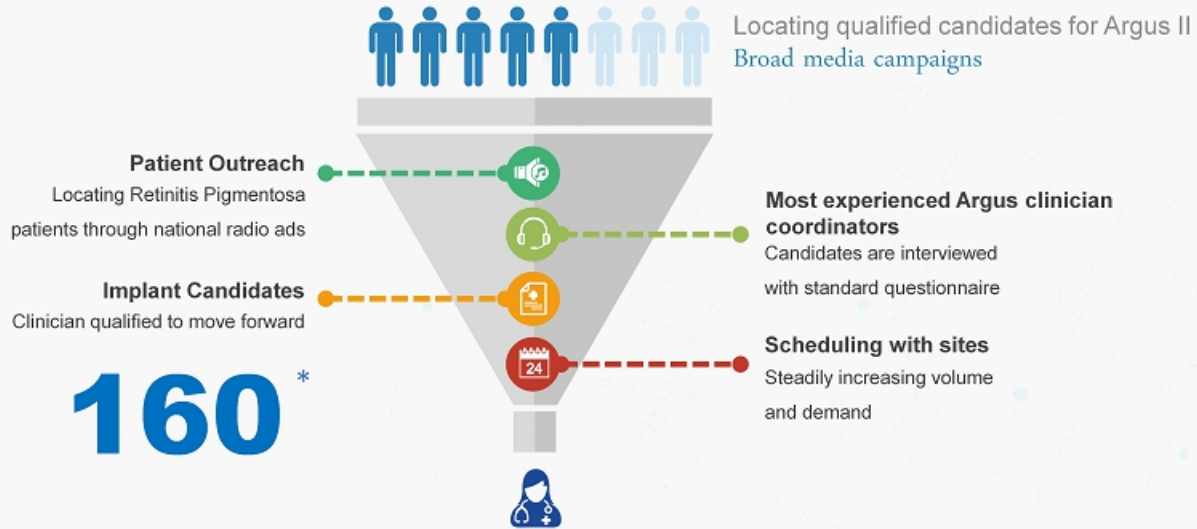 Locating qualified candidates for Argus II
Broad media campaigns
Patient Outreach
Locating Retinitis Pigmentosa
patients through national radio ads
Most experienced Argus clinician
coordinators
Candidates are interviewed
with standard questionnaire
Implant Candidates
Clinician qualified to move forward
160*
24
Scheduling with sites
Steadily increasing volume
and demand